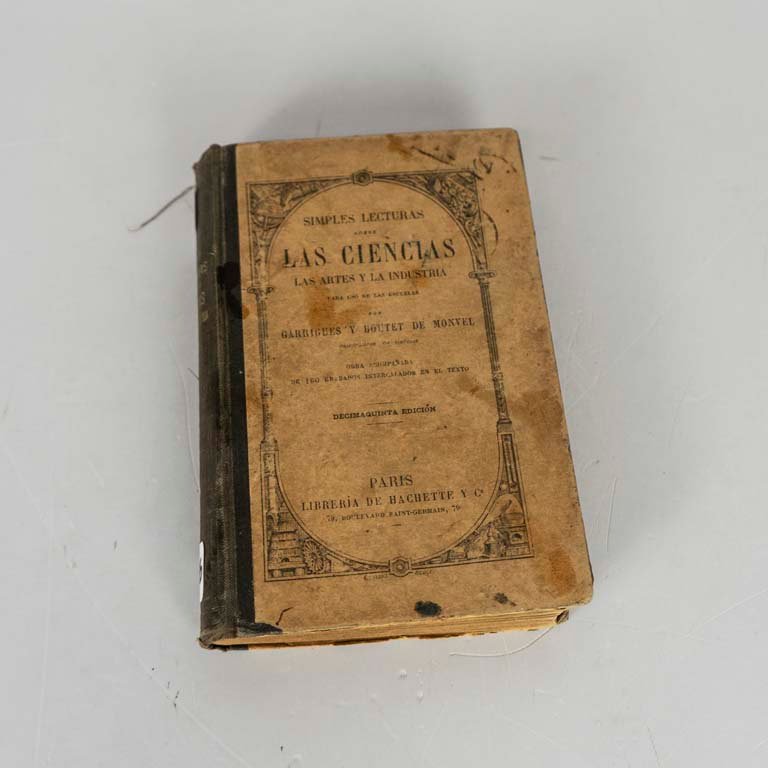 SIMPLES LECTURAS
SOBRE
LAS CIENCIAS
LAS ARTES Y LA INDUSTRIA
PARA USO DE LAS ESCUELAS
POR
GARRIGUES Y BOUTET DE MONVEL
OBRA ACOMPAÑADA
DE 160 GRABADOS INTERCALADOS EN EL TEXTO
DECIMAQUINTA EDICIÓN
PARIS
LIBRERÍA DE HACHETTE Y Cª
79, BOULEVARD SAINT-GERMAIN, 79